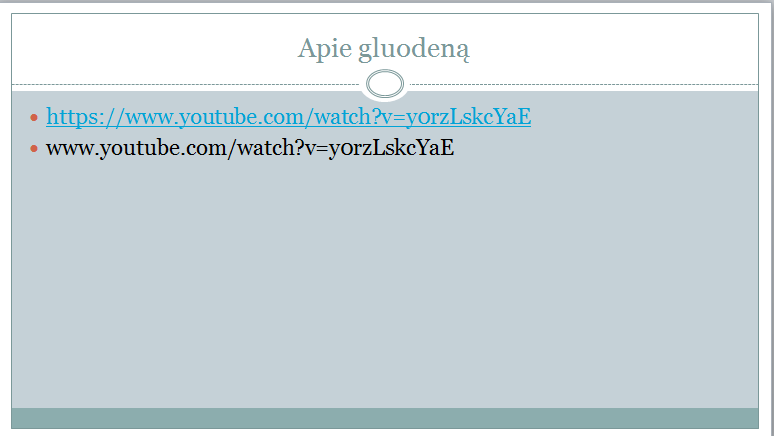 Apie gluodeną
https://www.youtube.com/watch?v=y0rzLskcYaE
www.youtube.com/watch?v=y0rzLskcYaE